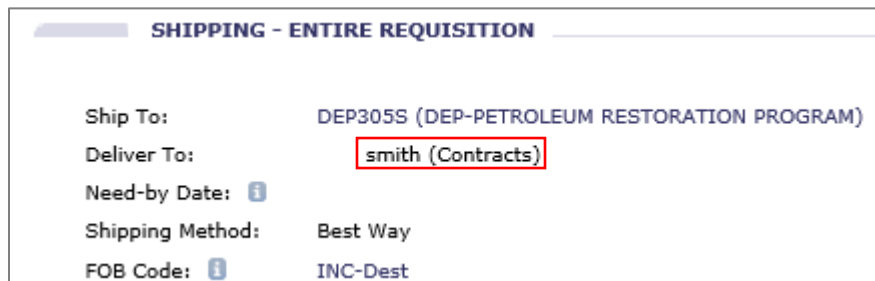 SHIPPING - ENTIRE REQUISITION
Ship To: DEP305S (DEP-PETROLEUM RESTORATION PROGRAM)
Deliver To: smith (Contracts)
Need-by Date: i
Shipping Method: Best Way
FOB Code: i INC-Dest